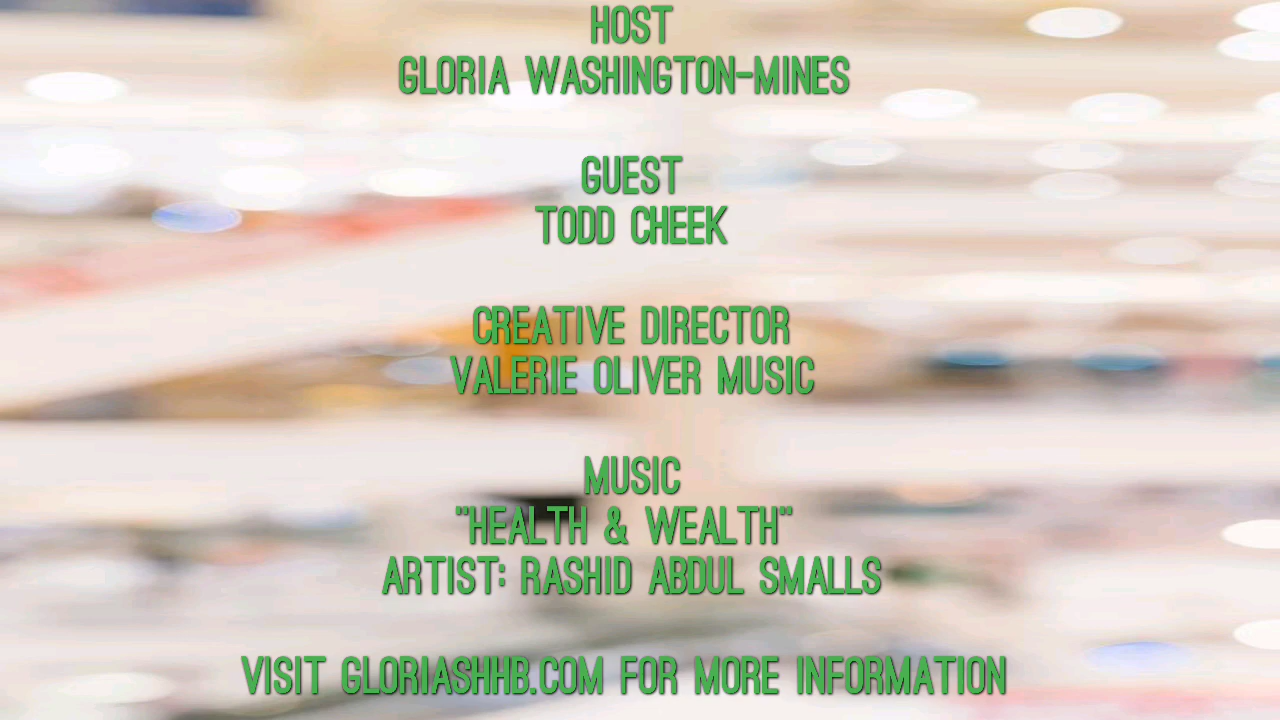 HOST
GLORIA WASHINGTON-MINES
GUEST
TODD CHEEK
CREATIVE DIRECTOR
VALERIE OLIVER MUSIC
MUSIC
"HEALTH & WEALTH"
ARTIST: RASHID ABDUL SMALLS
VISIT GLORIASHHB.COM FOR MORE INFORMATION